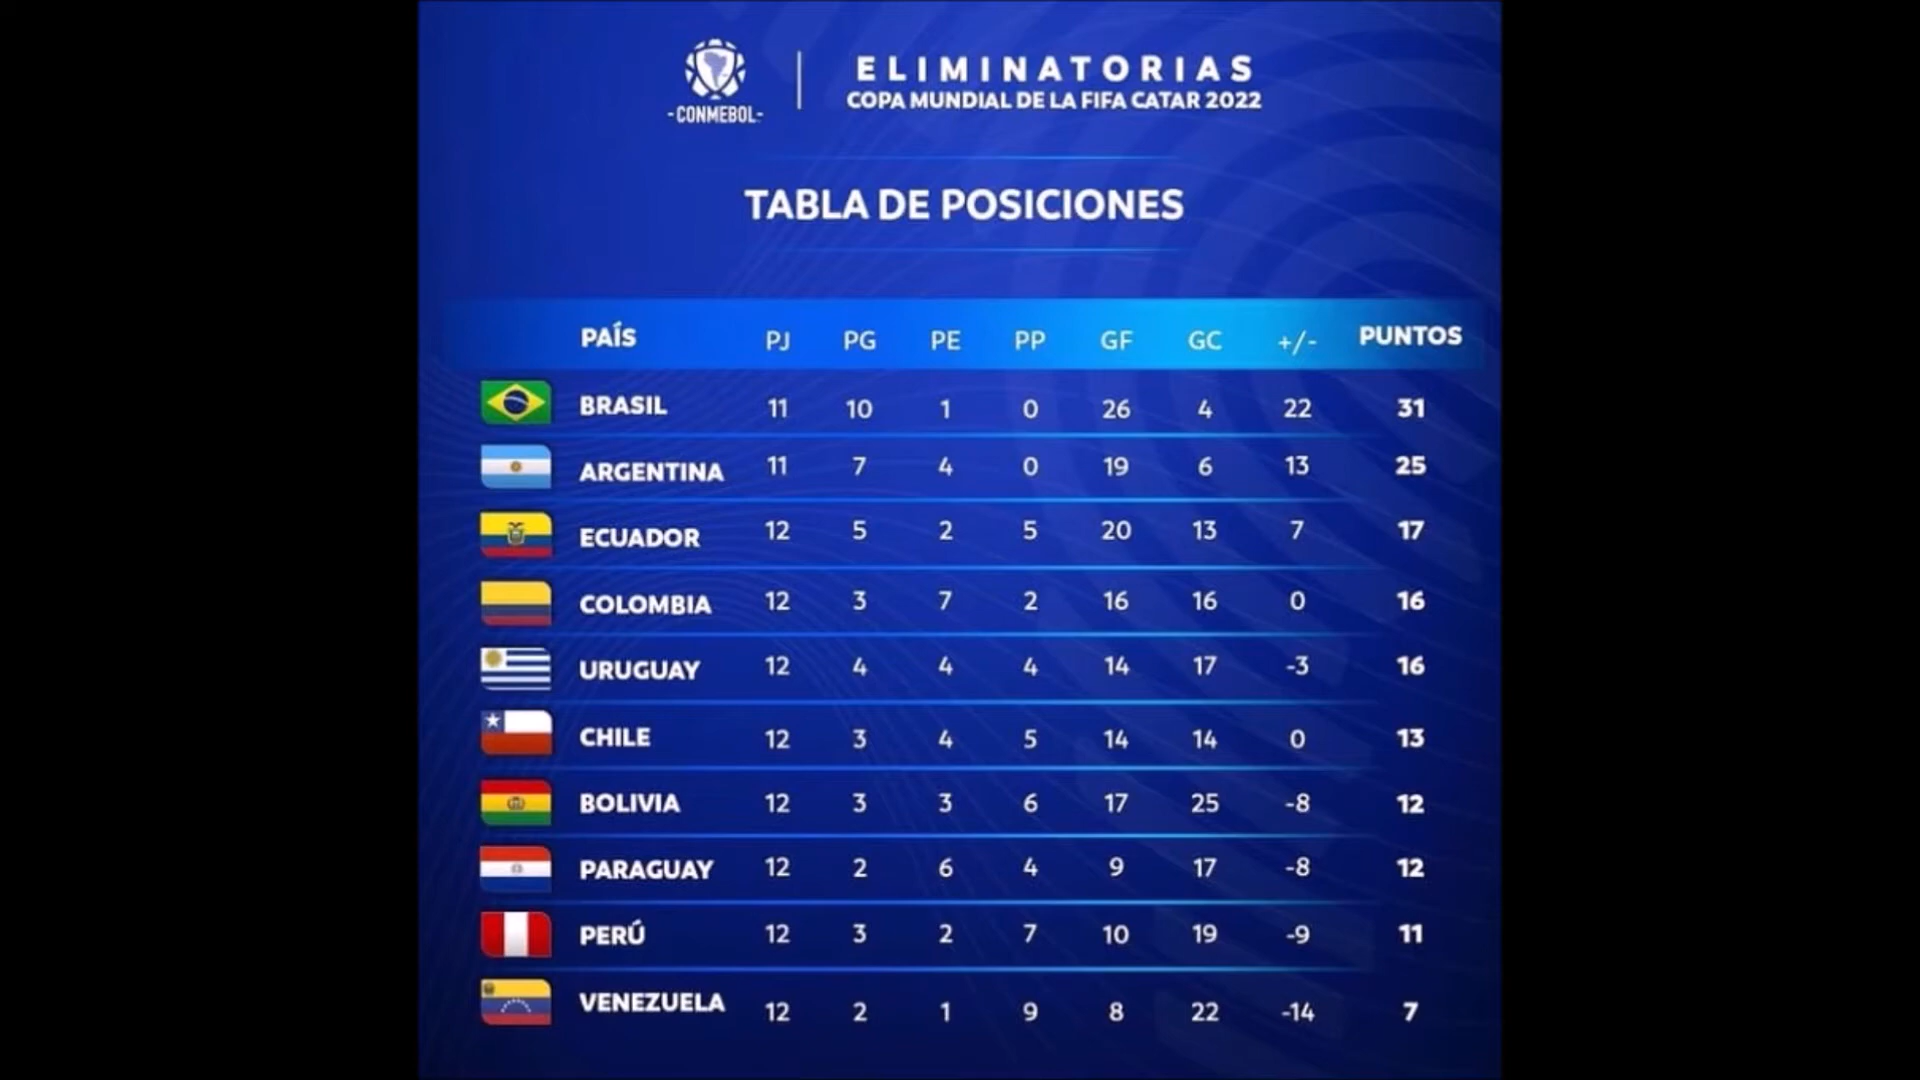 -CONMEBOL-
ELIMINATORIAS
COPA MUNDIAL DE LA FIFA CATAR 2022
TABLA DE POSICIONES
PAÍS PJ PG PE PP GF GC +/- PUNTOS
BRASIL 11 10 1 0 26 4 22 31
ARGENTINA 11 7 4 0 19 6 13 25
ECUADOR 12 5 2 5 20 13 7 17
COLOMBIA 12 3 7 2 16 16 0 16
URUGUAY 12 4 4 4 14 17 -3 16
CHILE 12 3 4 5 14 14 0 13
BOLIVIA 12 3 3 6 17 25 -8 12
PARAGUAY 12 2 6 4 9 17 -8 12
PERÚ 12 3 2 7 10 19 -9 11
VENEZUELA 12 2 1 9 8 22 -14 7